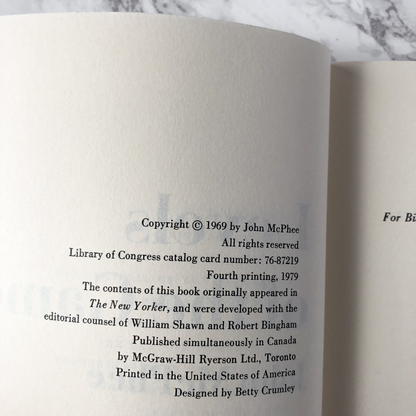 Copyright © 1969 by John McPhee
All rights reserved
Library of Congress catalog card number: 76-87219
Fourth printing, 1979
The contents of this book originally appeared in
The New Yorker, and were developed with the
editorial counsel of William Shawn and Robert Bingham
Published simultaneously in Canada
by McGraw-Hill Ryerson Ltd., Toronto
Printed in the United States of America
Designed by Betty Crumley
For Bi